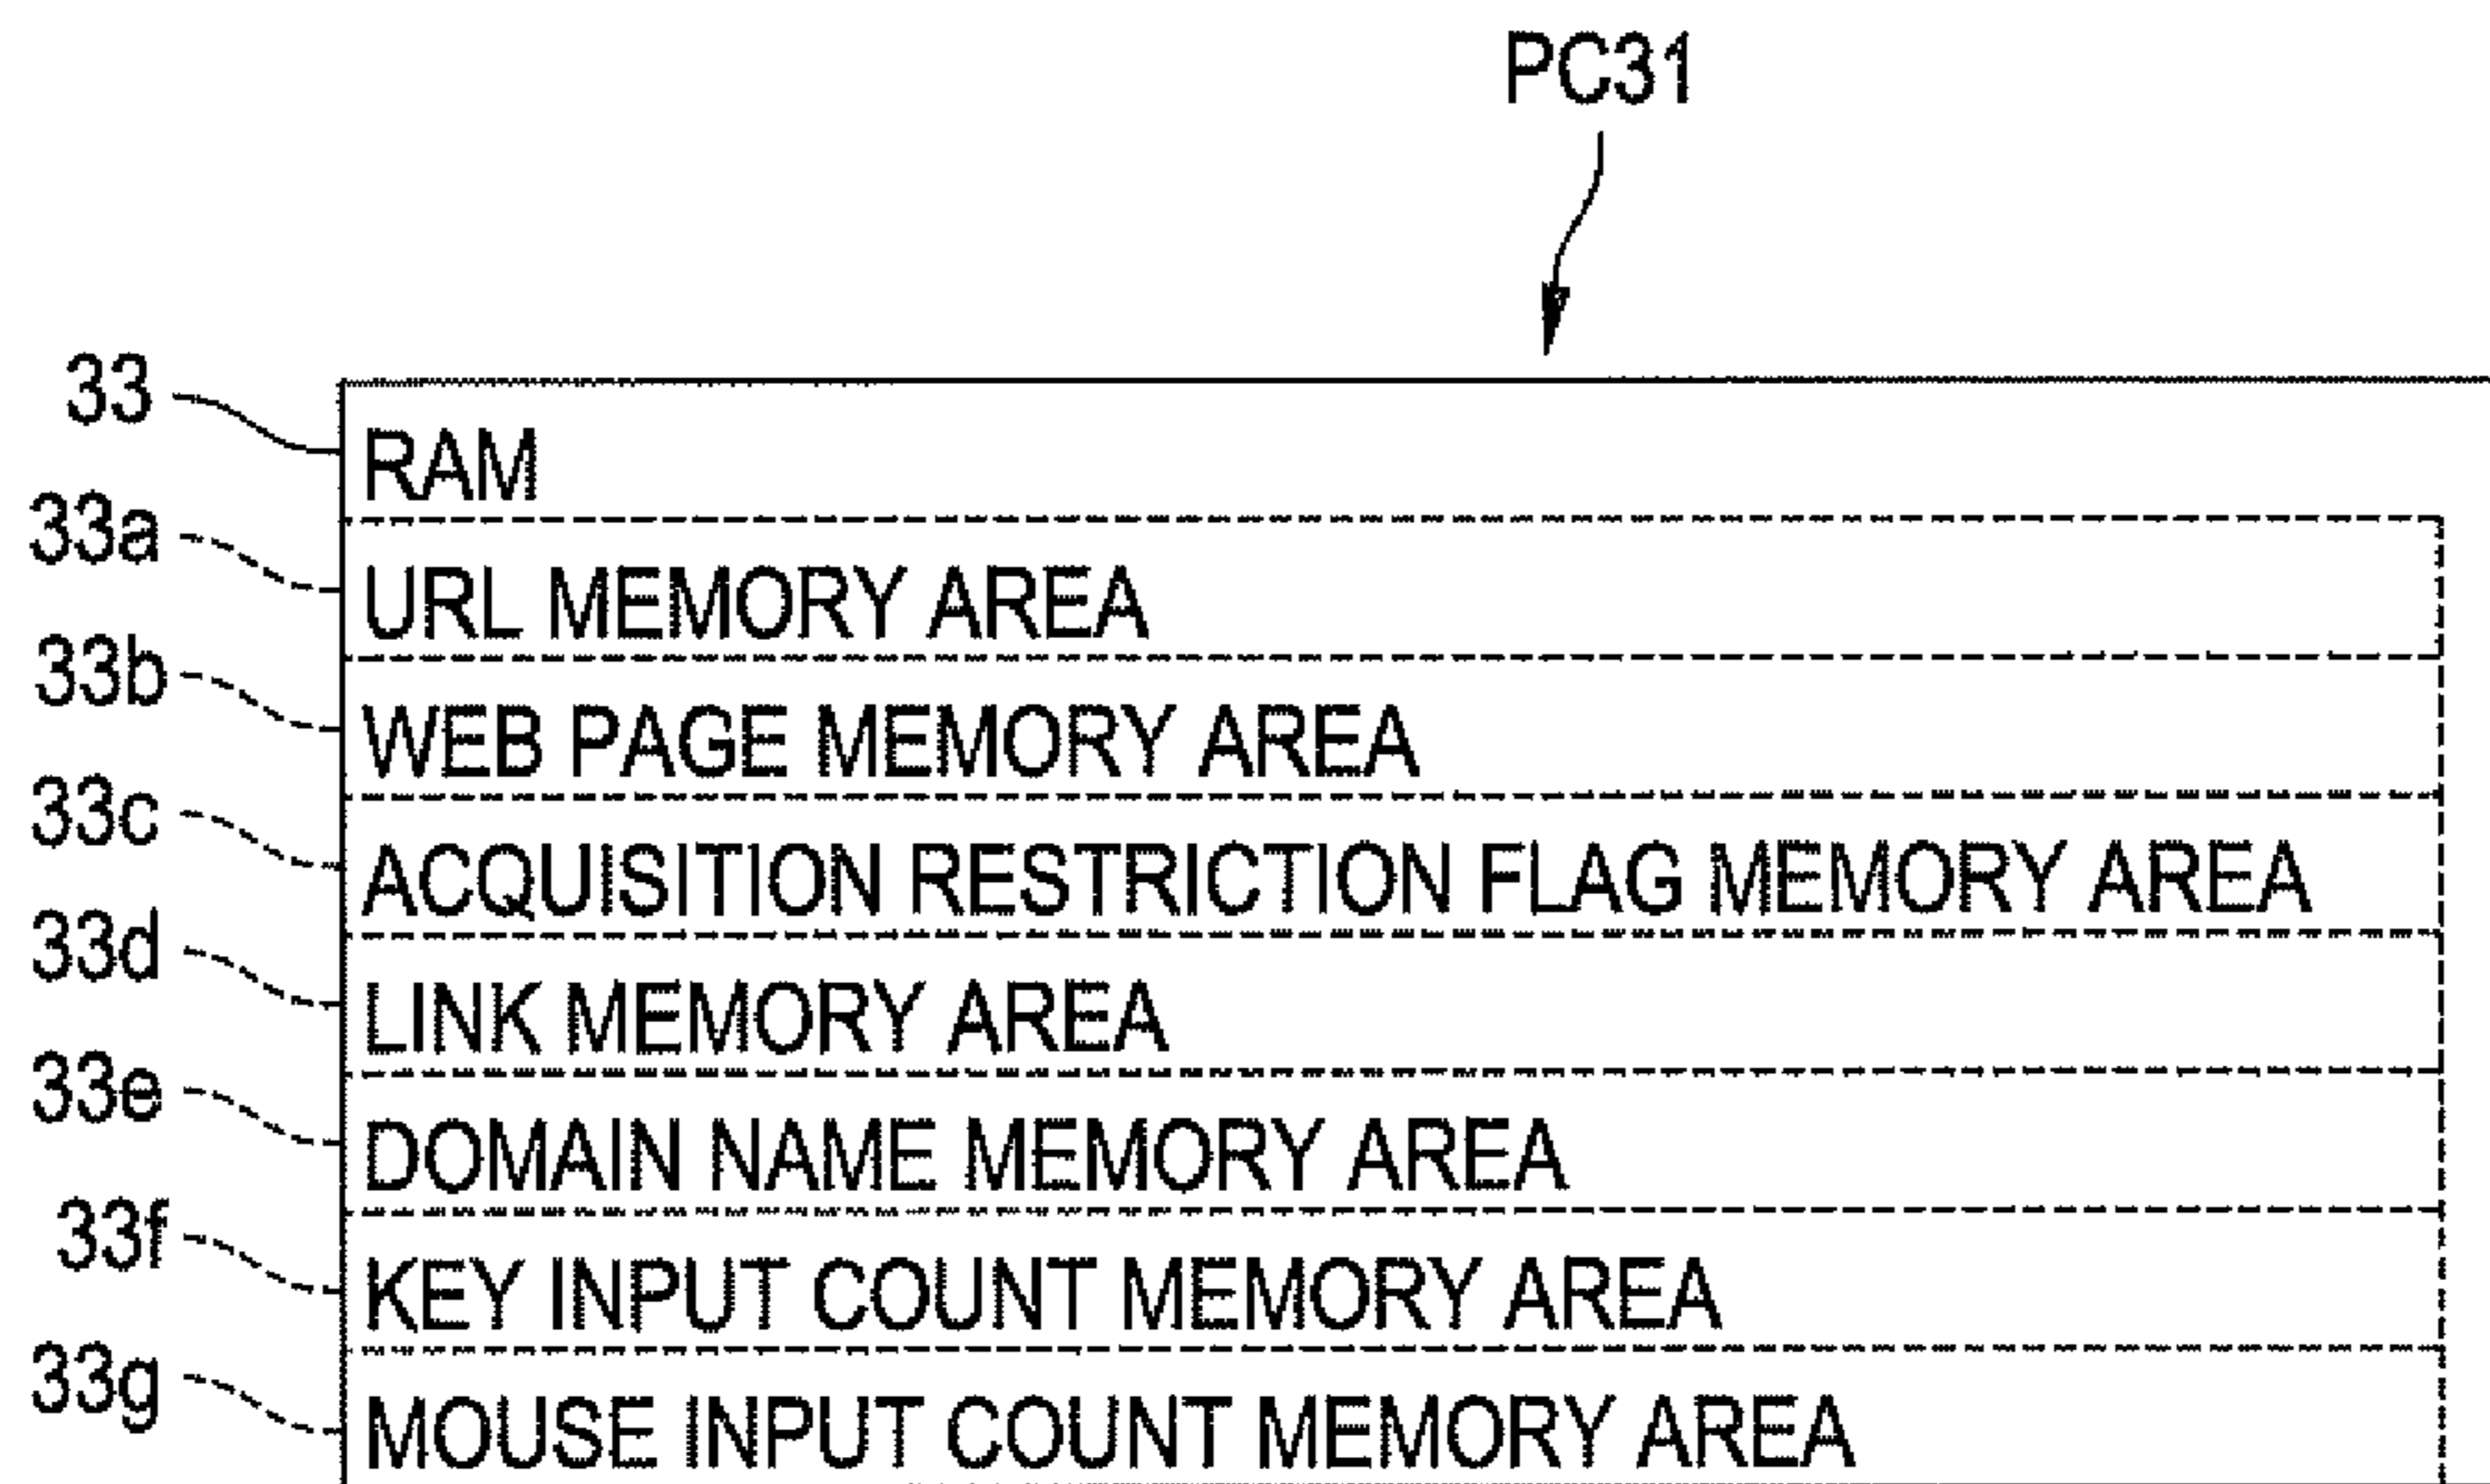 PC31
33 RAM
33a URL MEMORY AREA
33b WEB PAGE MEMORY AREA
33c ACQUISITION RESTRICTION FLAG MEMORY AREA
33d LINK MEMORY AREA
33e DOMAIN NAME MEMORY AREA
33f KEY INPUT COUNT MEMORY AREA
33g MOUSE INPUT COUNT MEMORY AREA